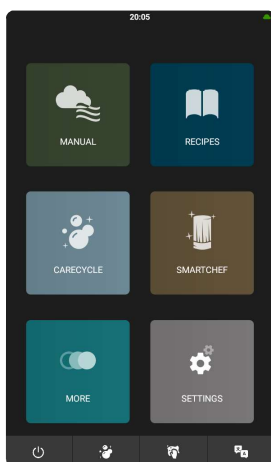 20:05
MANUAL
RECIPES
CARECYCLE
SMARTCHEF
MORE
SETTINGS